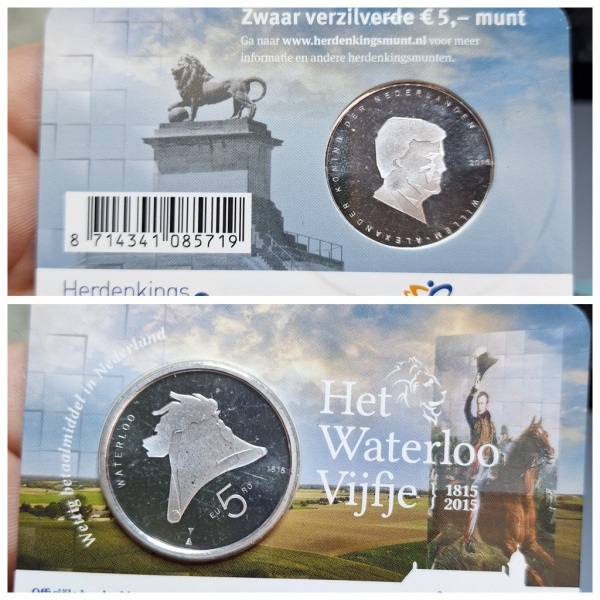 Zwaar verzilverde € 5,– munt
Ga naar www.herdenkingsmunt.nl voor meer
informatie en andere herdenkingsmunten.
WILLEM-ALEXANDER KONING DER NEDERLANDEN
2015
8 714341 085719
Herdenkings
Wettig betaalmiddel in Nederland
WATERLOO
1815
EURO
5
Het
Waterloo
Vijfje
1815
2015